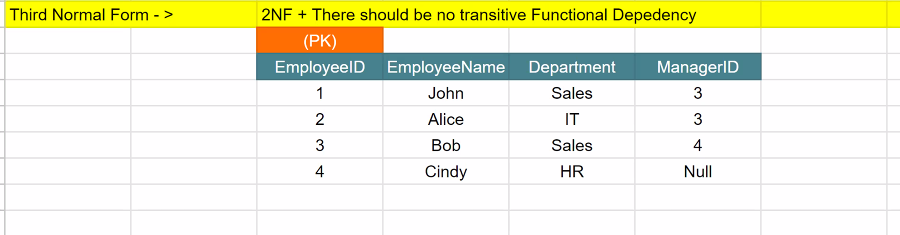 Third Normal Form - > 2NF + There should be no transitive Functional Depedency
(PK)
EmployeeID EmployeeName Department ManagerID
1 John Sales 3
2 Alice IT 3
3 Bob Sales 4
4 Cindy HR Null